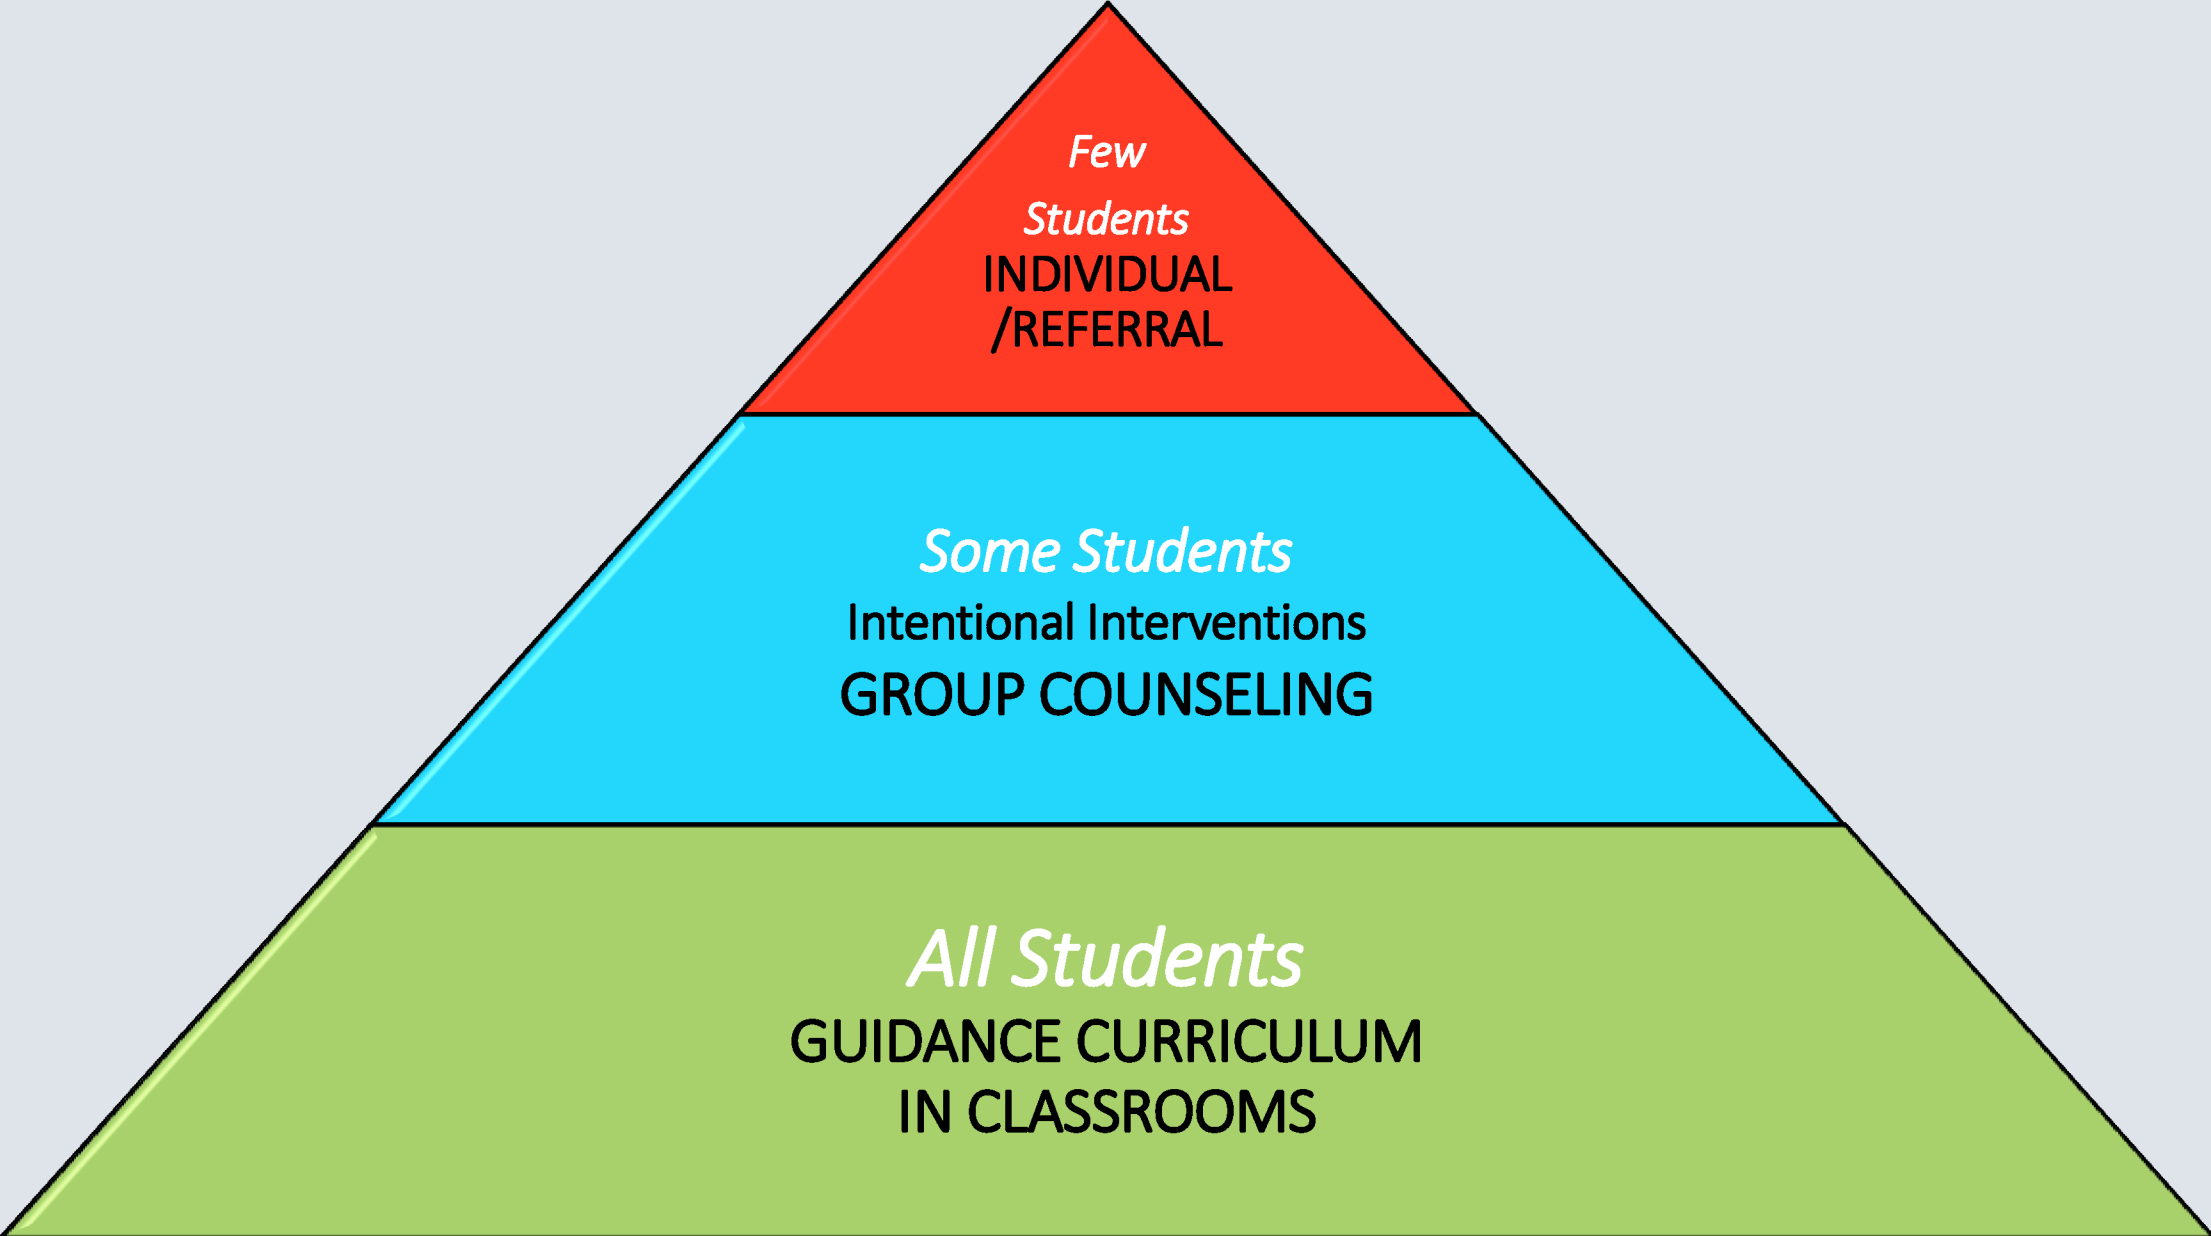 Few
Students
INDIVIDUAL
/REFERRAL
Some Students
Intentional Interventions
GROUP COUNSELING
All Students
GUIDANCE CURRICULUM
IN CLASSROOMS